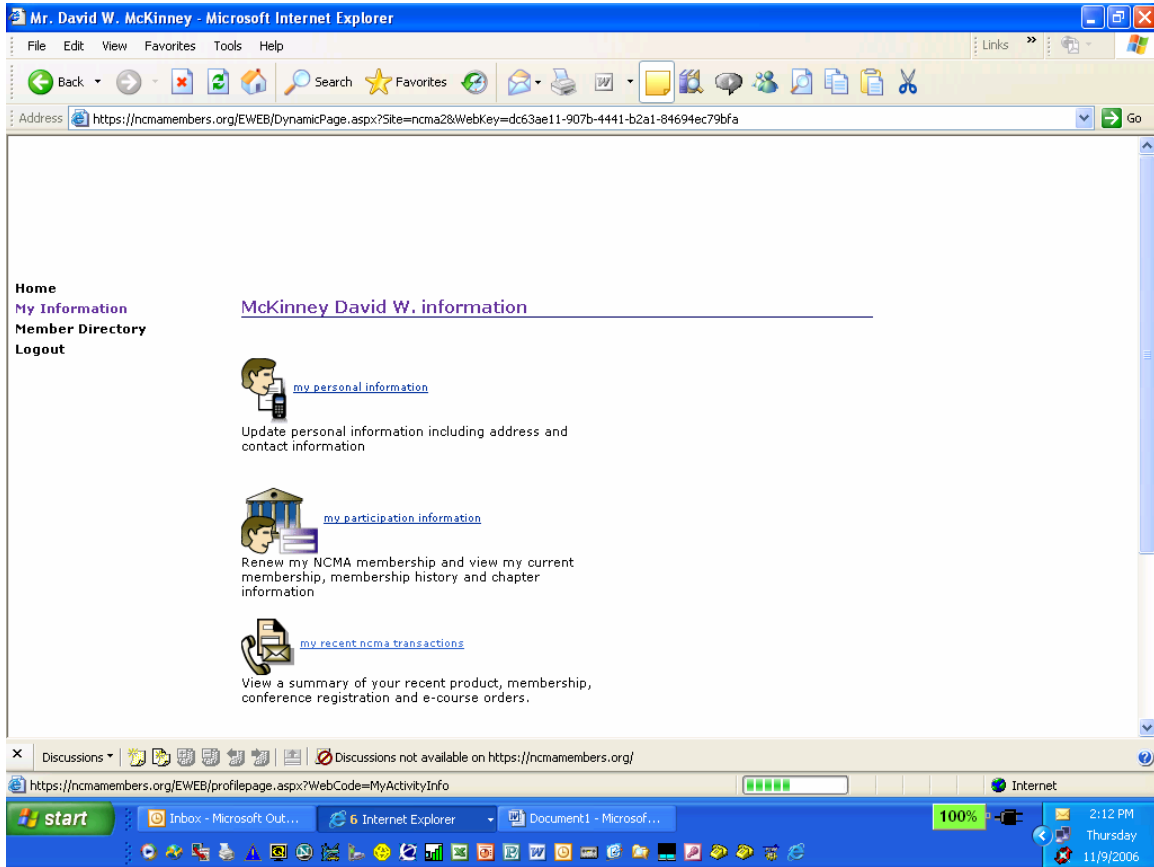 Mr. David W. McKinney - Microsoft Internet Explorer
File Edit View Favorites Tools Help Links »
Back Search Favorites
Address https://ncmamembers.org/EWEB/DynamicPage.aspx?Site=ncma2&WebKey=dc63ae11-907b-4441-b2a1-84694ec79bfa Go
Home
My Information
Member Directory
Logout
McKinney David W. information
my personal information
Update personal information including address and
contact information
my participation information
Renew my NCMA membership and view my current
membership, membership history and chapter
information
my recent ncma transactions
View a summary of your recent product, membership,
conference registration and e-course orders.
Discussions Discussions not available on https://ncmamembers.org/
https://ncmamembers.org/EWEB/profilepage.aspx?WebCode=MyActivityInfo Internet
start Inbox - Microsoft Out... 6 Internet Explorer Document1 - Microsof... 100% 2:12 PM
Thursday
11/9/2006